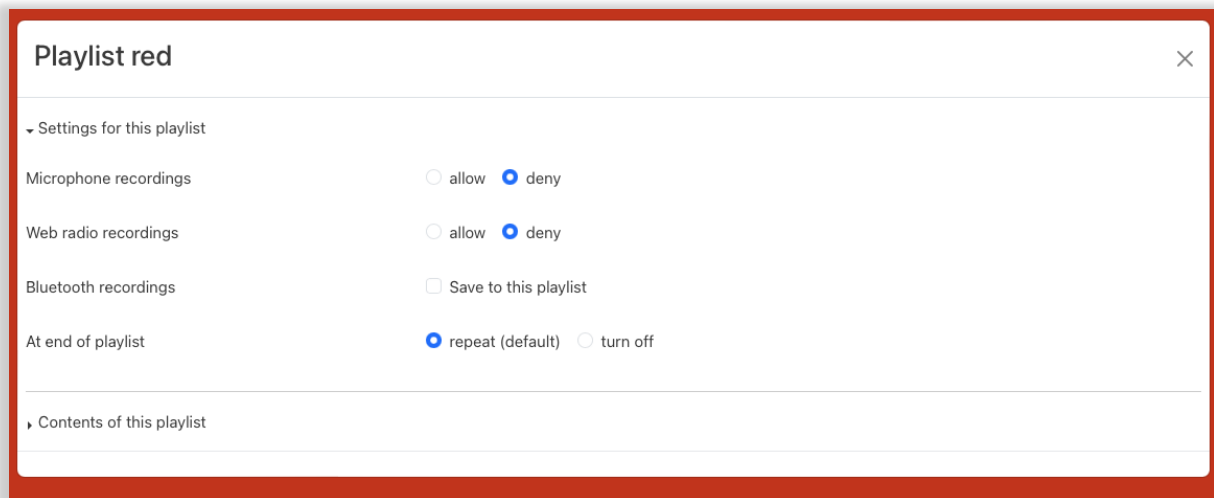 Playlist red
Settings for this playlist
Microphone recordings allow deny
Web radio recordings allow deny
Bluetooth recordings Save to this playlist
At end of playlist repeat (default) turn off
Contents of this playlist